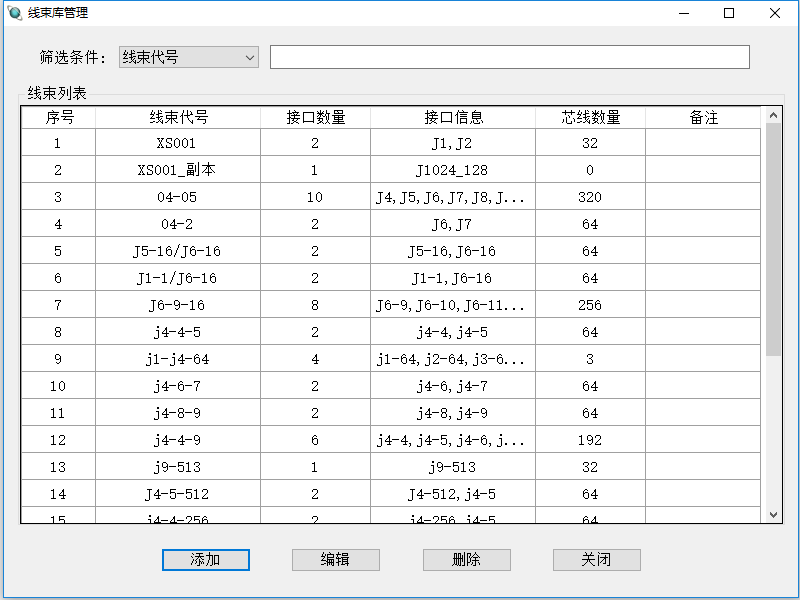 线束库管理
筛选条件： 线束代号
线束列表
序号 线束代号 接口数量 接口信息 芯线数量 备注
1 XS001 2 J1,J2 32
2 XS001_副本 1 J1024_128 0
3 04-05 10 J4,J5,J6,J7,J8,J... 320
4 04-2 2 J6,J7 64
5 J5-16/J6-16 2 J5-16,J6-16 64
6 J1-1/J6-16 2 J1-1,J6-16 64
7 J6-9-16 8 J6-9,J6-10,J6-11... 256
8 j4-4-5 2 j4-4,j4-5 64
9 j1-j4-64 4 j1-64,j2-64,j3-6... 3
10 j4-6-7 2 j4-6,j4-7 64
11 j4-8-9 2 j4-8,j4-9 64
12 j4-4-9 6 j4-4,j4-5,j4-6,j... 192
13 j9-513 1 j9-513 32
14 J4-5-512 2 J4-512,j4-5 64
15 j4-4-256 2 j4-256,j4-5 64
添加 编辑 删除 关闭